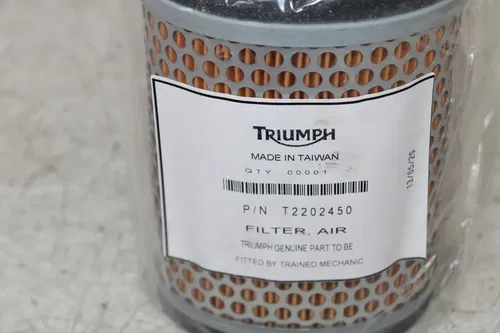 TRIUMPH
MADE IN TAIWAN
QTY 00001
P/N T2202450
FILTER, AIR
TRIUMPH GENUINE PART TO BE
FITTED BY TRAINED MECHANIC
13/05/20